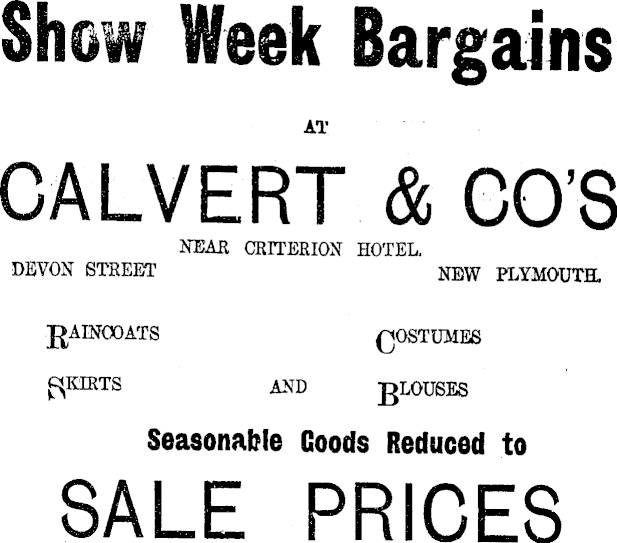 Show Week Bargains
AT
CALVERT & CO'S
NEAR CRITERION HOTEL.
DEVON STREET NEW PLYMOUTH.
RAINCOATS COSTUMES
SKIRTS AND BLOUSES
Seasonable Goods Reduced to
SALE PRICES